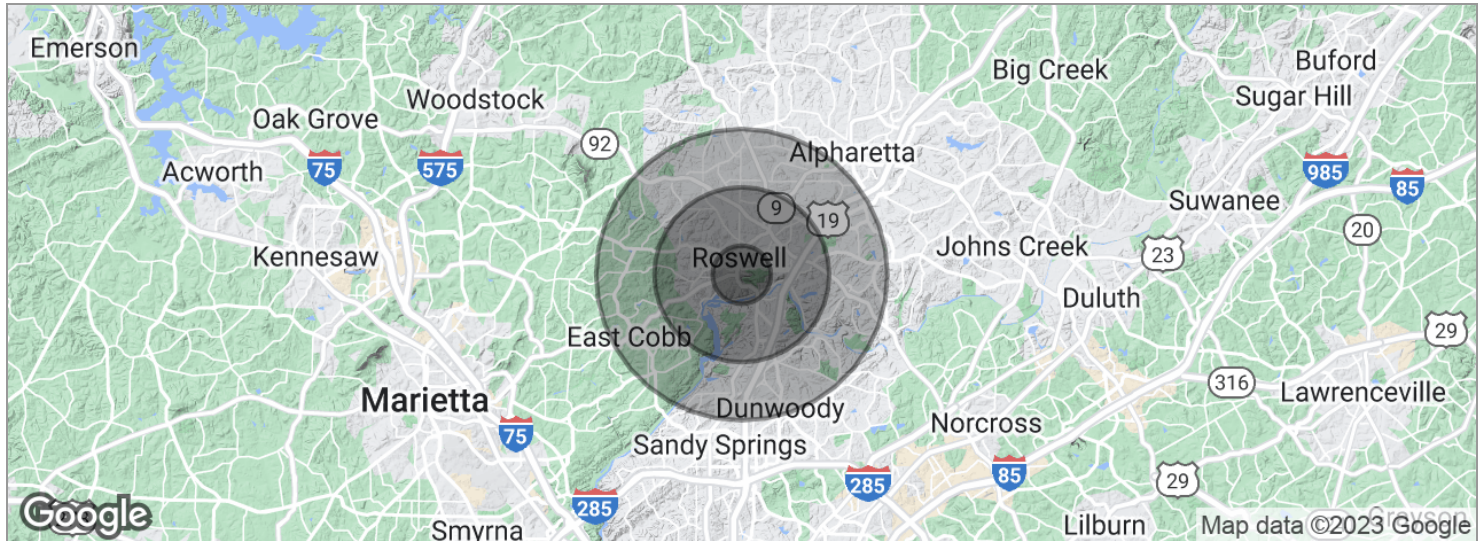 Emerson
Buford
Big Creek
Sugar Hill
Woodstock
Oak Grove
92
Alpharetta
75
575
985
85
Acworth
9
Suwanee
19
20
Roswell
Johns Creek
23
Kennesaw
Duluth
29
East Cobb
316
Lawrenceville
Marietta
Dunwoody
Norcross
75
Sandy Springs
85
29
285
285
Google
Smyrna
Lilburn
Grayson
Map data ©2023 Google